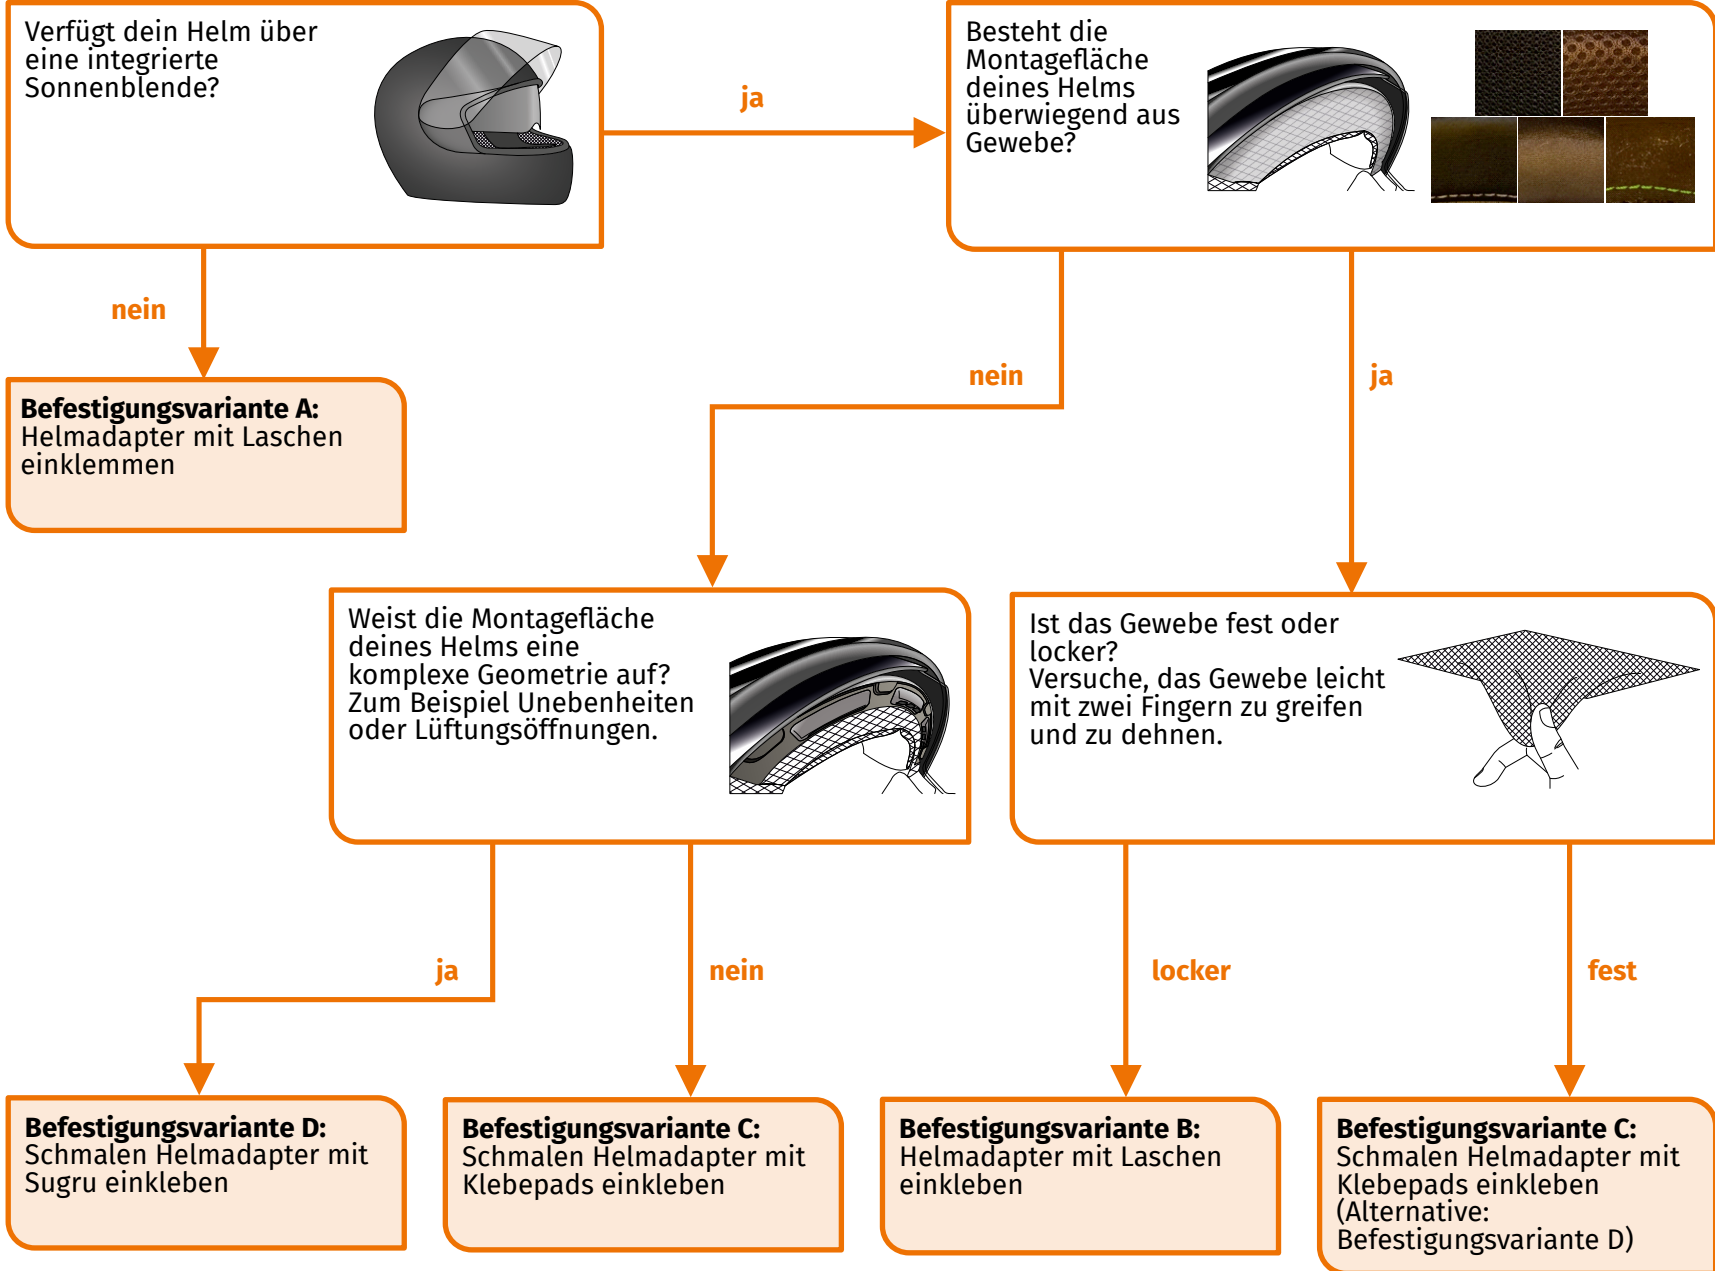 Verfügt dein Helm über
eine integrierte
Sonnenblende?
ja
Besteht die
Montagefläche
deines Helms
überwiegend aus
Gewebe?
nein
nein
ja
Befestigungsvariante A:
Helmadapter mit Laschen
einklemmen
Weist die Montagefläche
deines Helms eine
komplexe Geometrie auf?
Zum Beispiel Unebenheiten
oder Lüftungsöffnungen.
Ist das Gewebe fest oder
locker?
Versuche, das Gewebe leicht
mit zwei Fingern zu greifen
und zu dehnen.
ja
nein
locker
fest
Befestigungsvariante D:
Schmalen Helmadapter mit
Sugru einkleben
Befestigungsvariante C:
Schmalen Helmadapter mit
Klebepads einkleben
Befestigungsvariante B:
Helmadapter mit Laschen
einkleben
Befestigungsvariante C:
Schmalen Helmadapter mit
Klebepads einkleben
(Alternative:
Befestigungsvariante D)